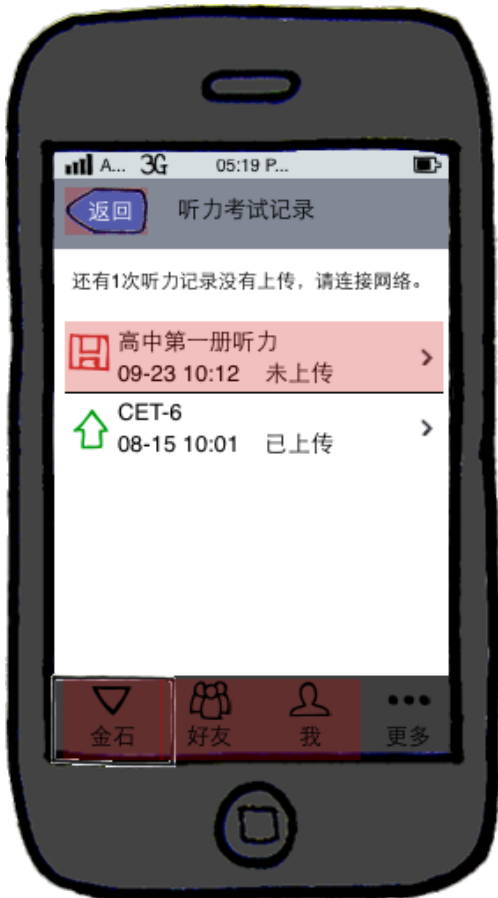 A... 3G 05:19 P...
返回 听力考试记录
还有1次听力记录没有上传，请连接网络。
高中第一册听力
09-23 10:12 未上传
CET-6
08-15 10:01 已上传
金石 好友 我 更多